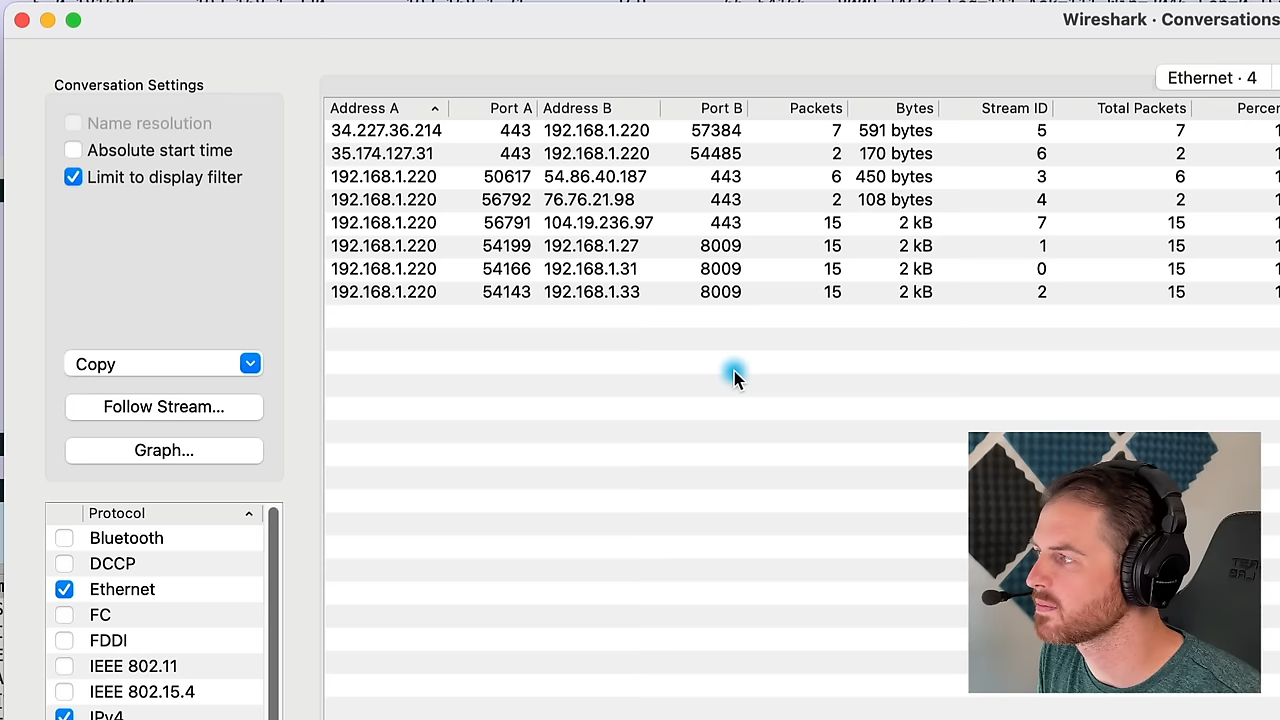 Wireshark · Conversations
Conversation Settings
Ethernet · 4
Name resolution
Absolute start time
Limit to display filter
Copy
Follow Stream...
Graph...
Address A Port A Address B Port B Packets Bytes Stream ID Total Packets
34.227.36.214 443 192.168.1.220 57384 7 591 bytes 5 7
35.174.127.31 443 192.168.1.220 54485 2 170 bytes 6 2
192.168.1.220 50617 54.86.40.187 443 6 450 bytes 3 6
192.168.1.220 56792 76.76.21.98 443 2 108 bytes 4 2
192.168.1.220 56791 104.19.236.97 443 15 2 kB 7 15
192.168.1.220 54199 192.168.1.27 8009 15 2 kB 1 15
192.168.1.220 54166 192.168.1.31 8009 15 2 kB 0 15
192.168.1.220 54143 192.168.1.33 8009 15 2 kB 2 15
Protocol
Bluetooth
DCCP
Ethernet
FC
FDDI
IEEE 802.11
IEEE 802.15.4
IPv4